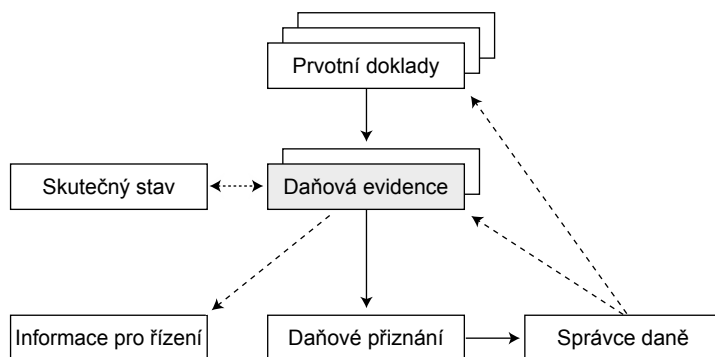 Prvotní doklady
Skutečný stav
Daňová evidence
Informace pro řízení
Daňové přiznání
Správce daně